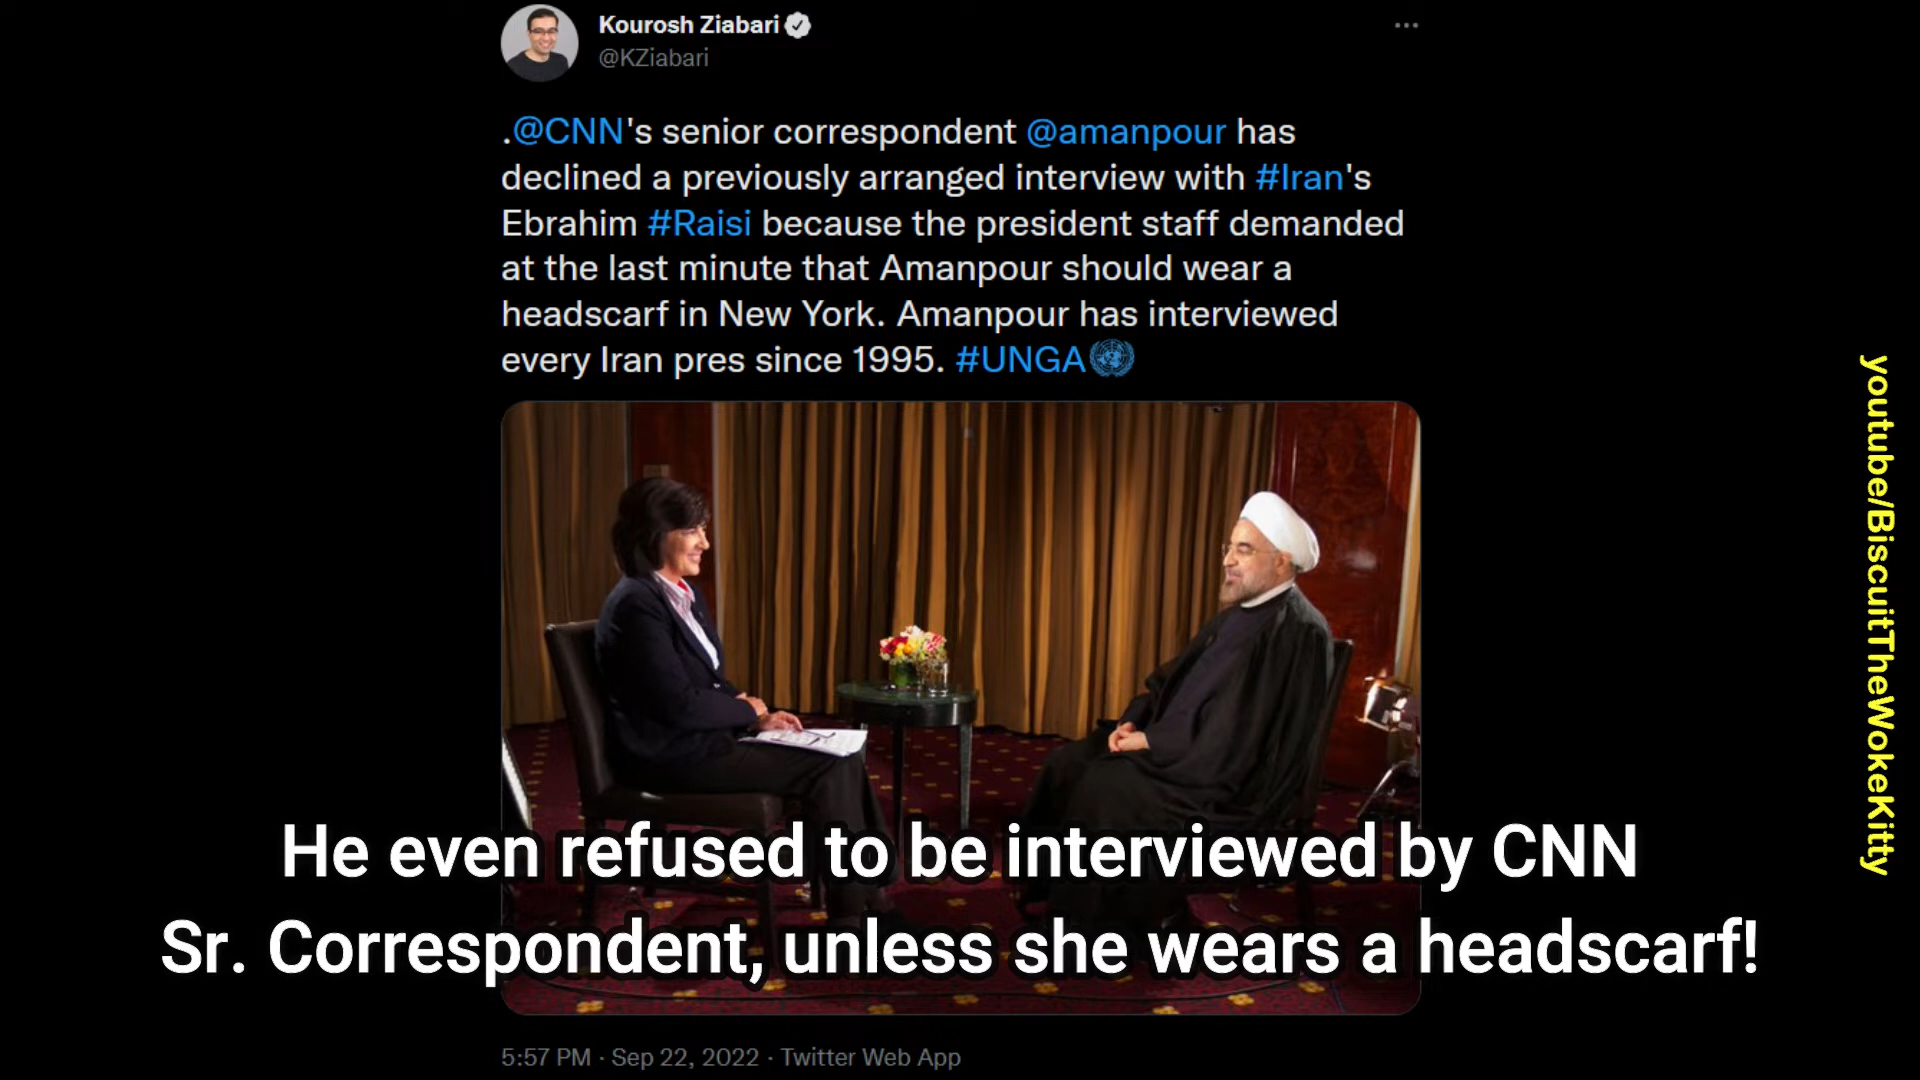 Kourosh Ziabari
@KZiabari
.@CNN's senior correspondent @amanpour has
declined a previously arranged interview with #Iran's
Ebrahim #Raisi because the president staff demanded
at the last minute that Amanpour should wear a
headscarf in New York. Amanpour has interviewed
every Iran pres since 1995. #UNGA
He even refused to be interviewed by CNN
Sr. Correspondent, unless she wears a headscarf!
5:57 PM · Sep 22, 2022 · Twitter Web App
youtube/BiscuitTheWokeKitty